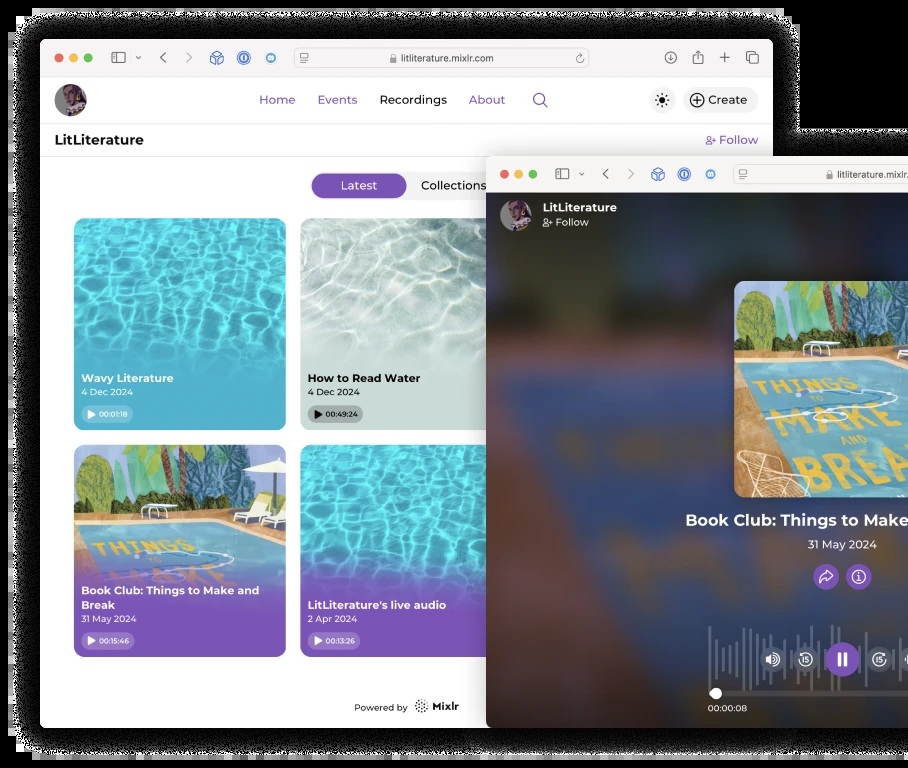 litliterature.mixlr.com
Home
Events
Recordings
About
Create
LitLiterature
Follow
Latest
Collections
Wavy Literature
4 Dec 2024
00:01:18
How to Read Water
4 Dec 2024
00:49:24
THINGS
TO
MAKE
Book Club: Things to Make and
Break
31 May 2024
00:15:46
LitLiterature's live audio
2 Apr 2024
00:13:26
Powered by Mixlr
litliterature.mixlr.
LitLiterature
Follow
THINGS
TO
MAKE
AND
BREA
Book Club: Things to Make
31 May 2024
15
15
00:00:08